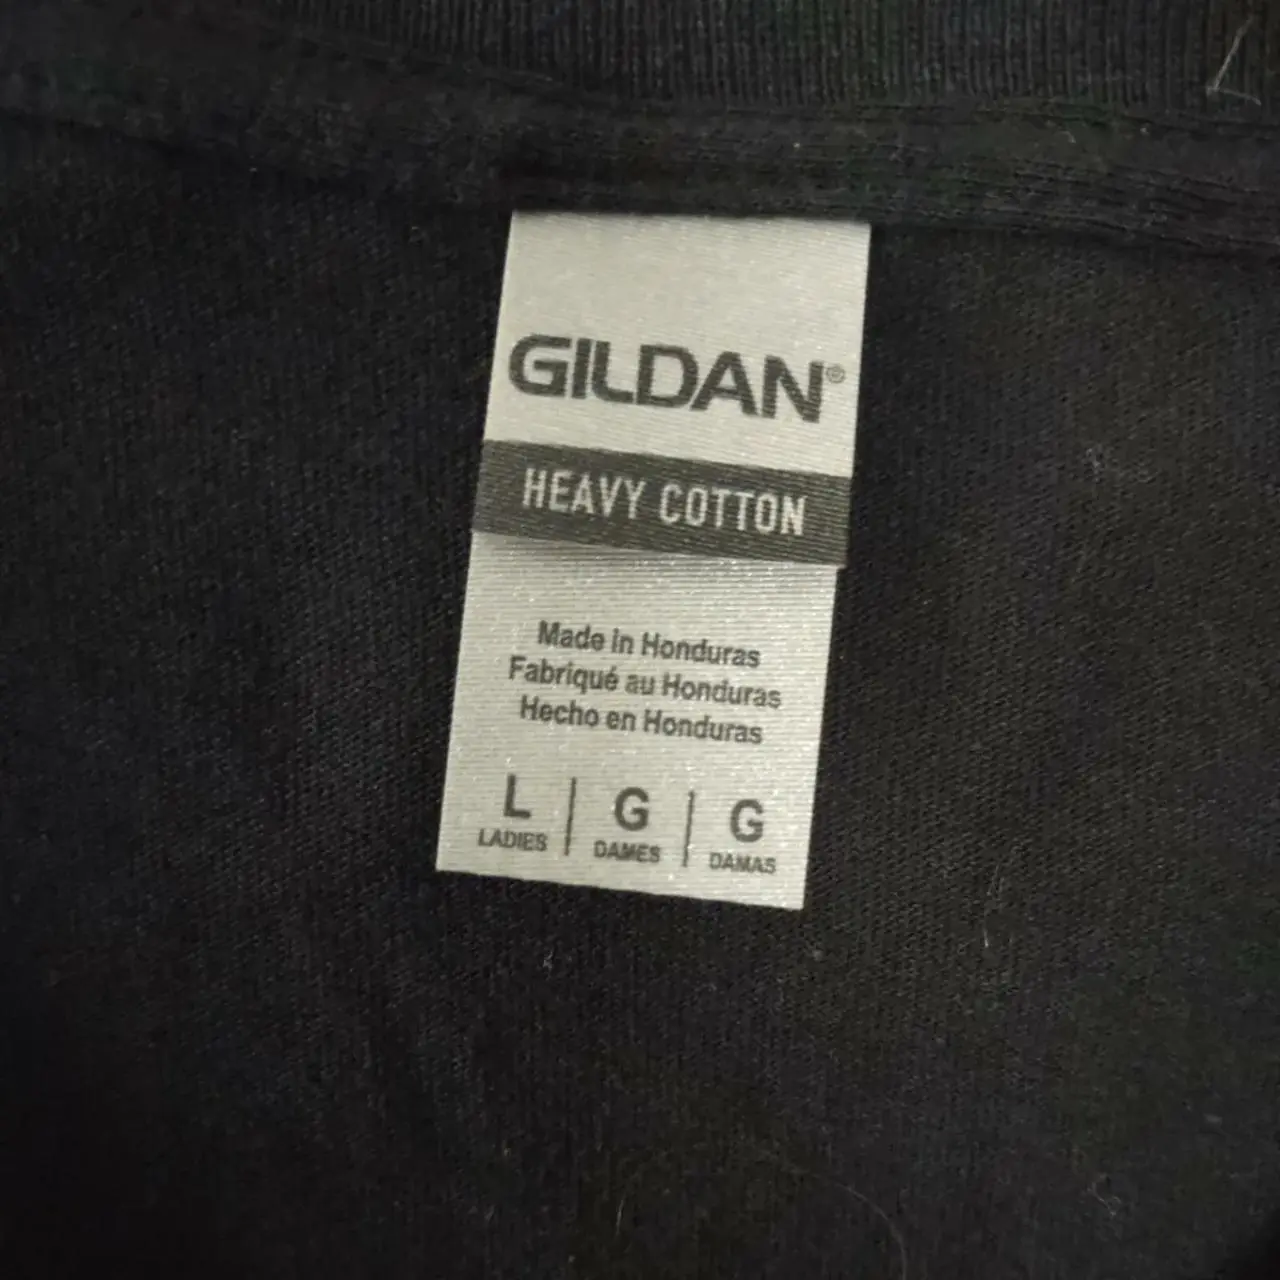 GILDAN®
HEAVY COTTON
Made in Honduras
Fabriqué au Honduras
Hecho en Honduras
L | G | G
LADIES DAMES DAMAS